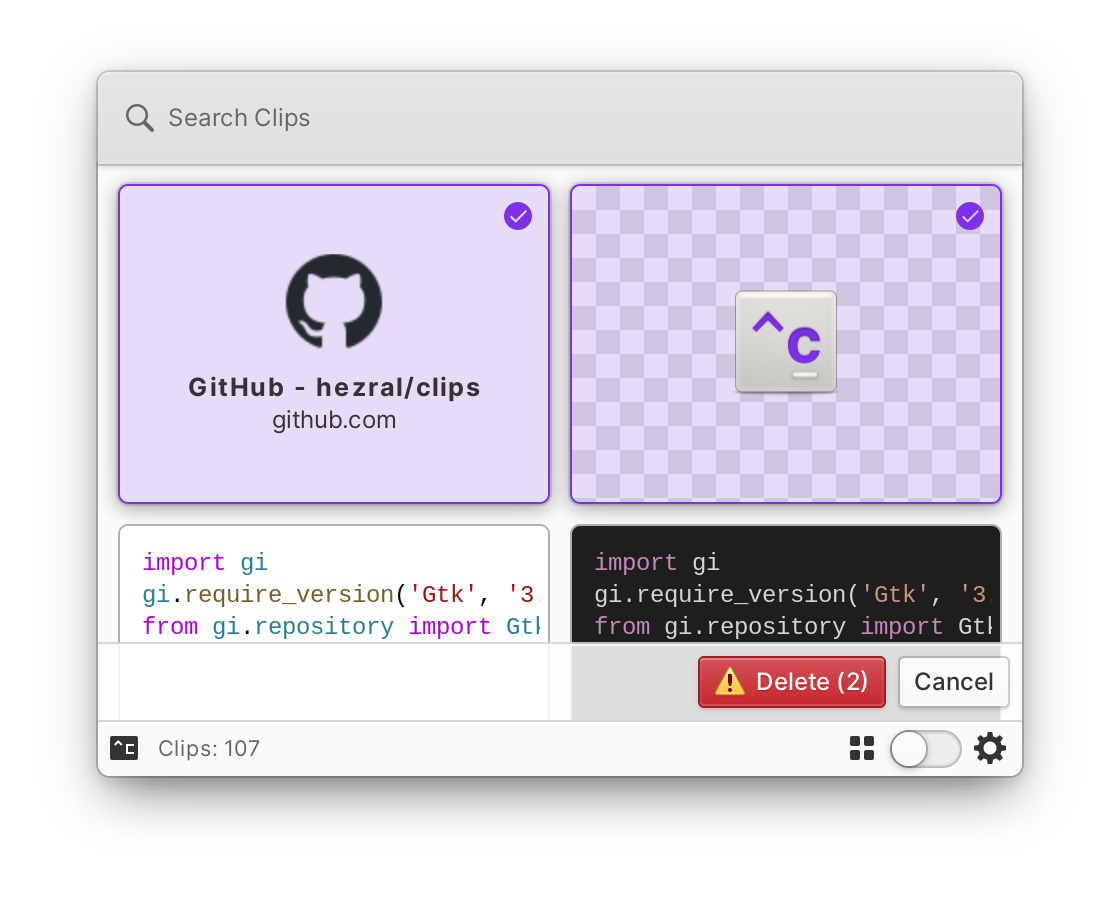 Search Clips
^c
GitHub - hezral/clips
github.com
import gi
gi.require_version('Gtk', '3.
from gi.repository import Gtk
import gi
gi.require_version('Gtk', '3.
from gi.repository import Gtk
Delete (2)
Cancel
Clips: 107